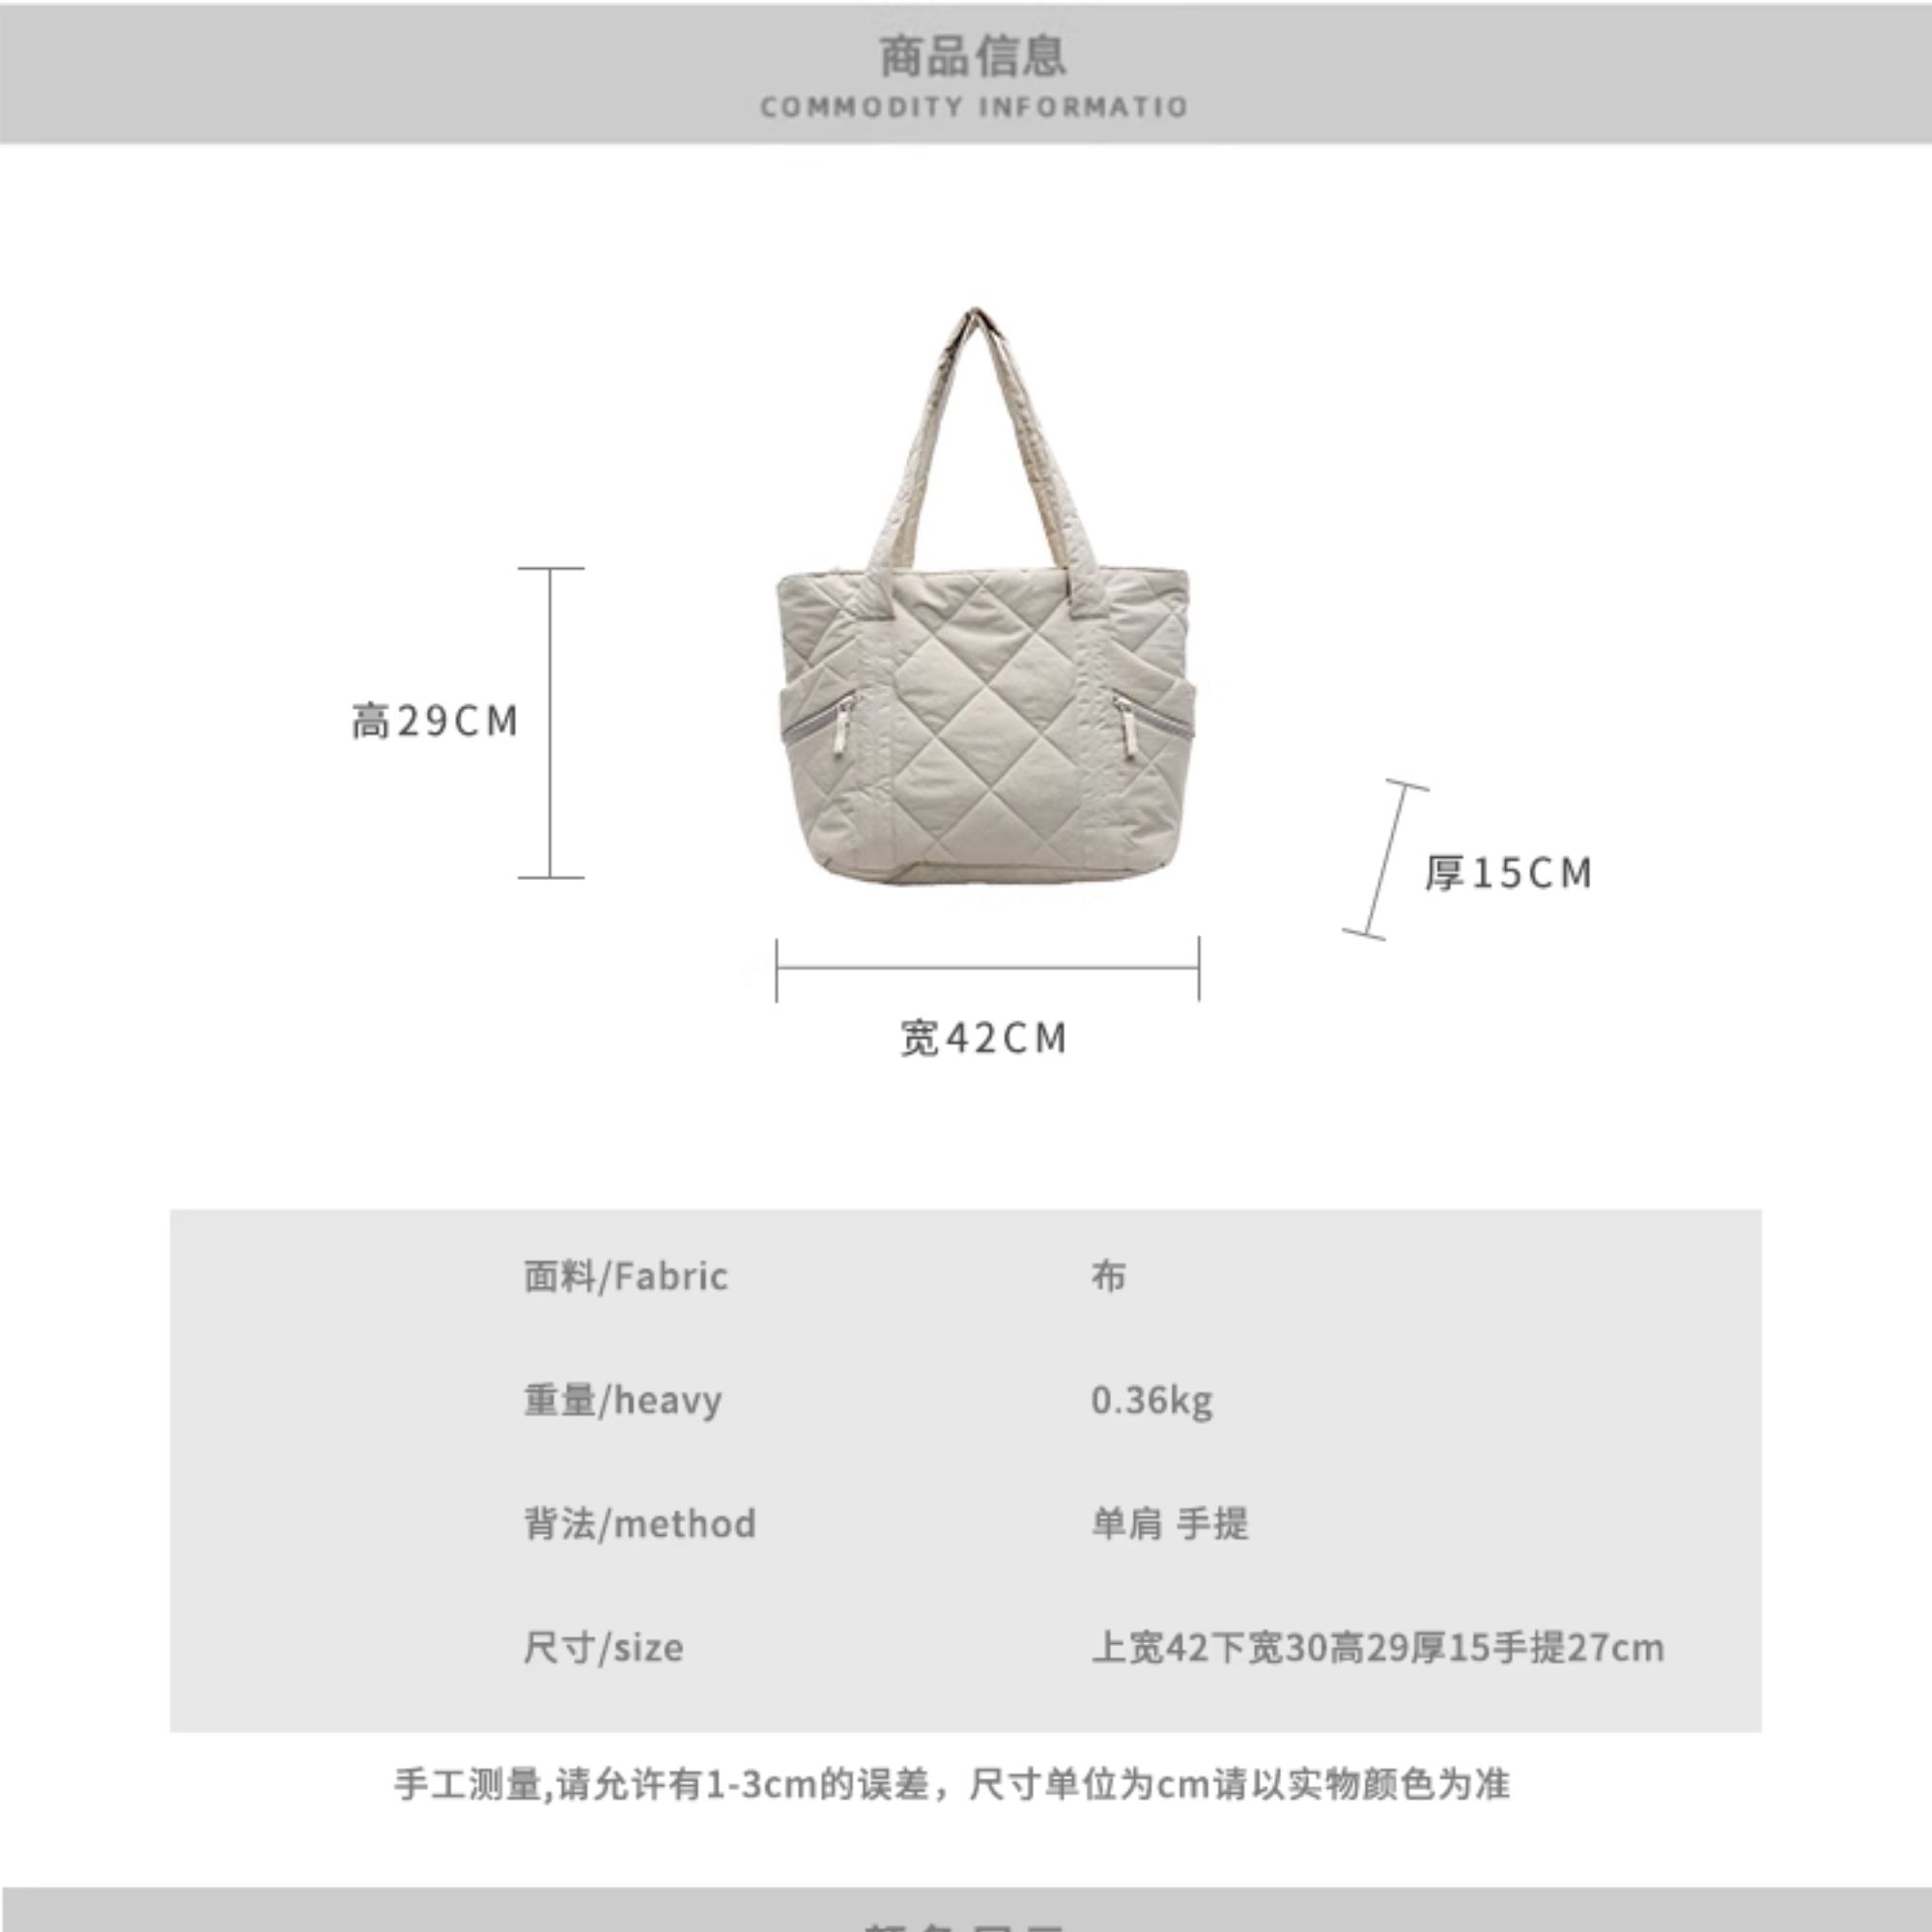 商品信息
COMMODITY INFORMATIO
高29CM
厚15CM
宽42CM
面料/Fabric 布
重量/heavy 0.36kg
背法/method 单肩 手提
尺寸/size 上宽42下宽30高29厚15手提27cm
手工测量,请允许有1-3cm的误差，尺寸单位为cm请以实物颜色为准